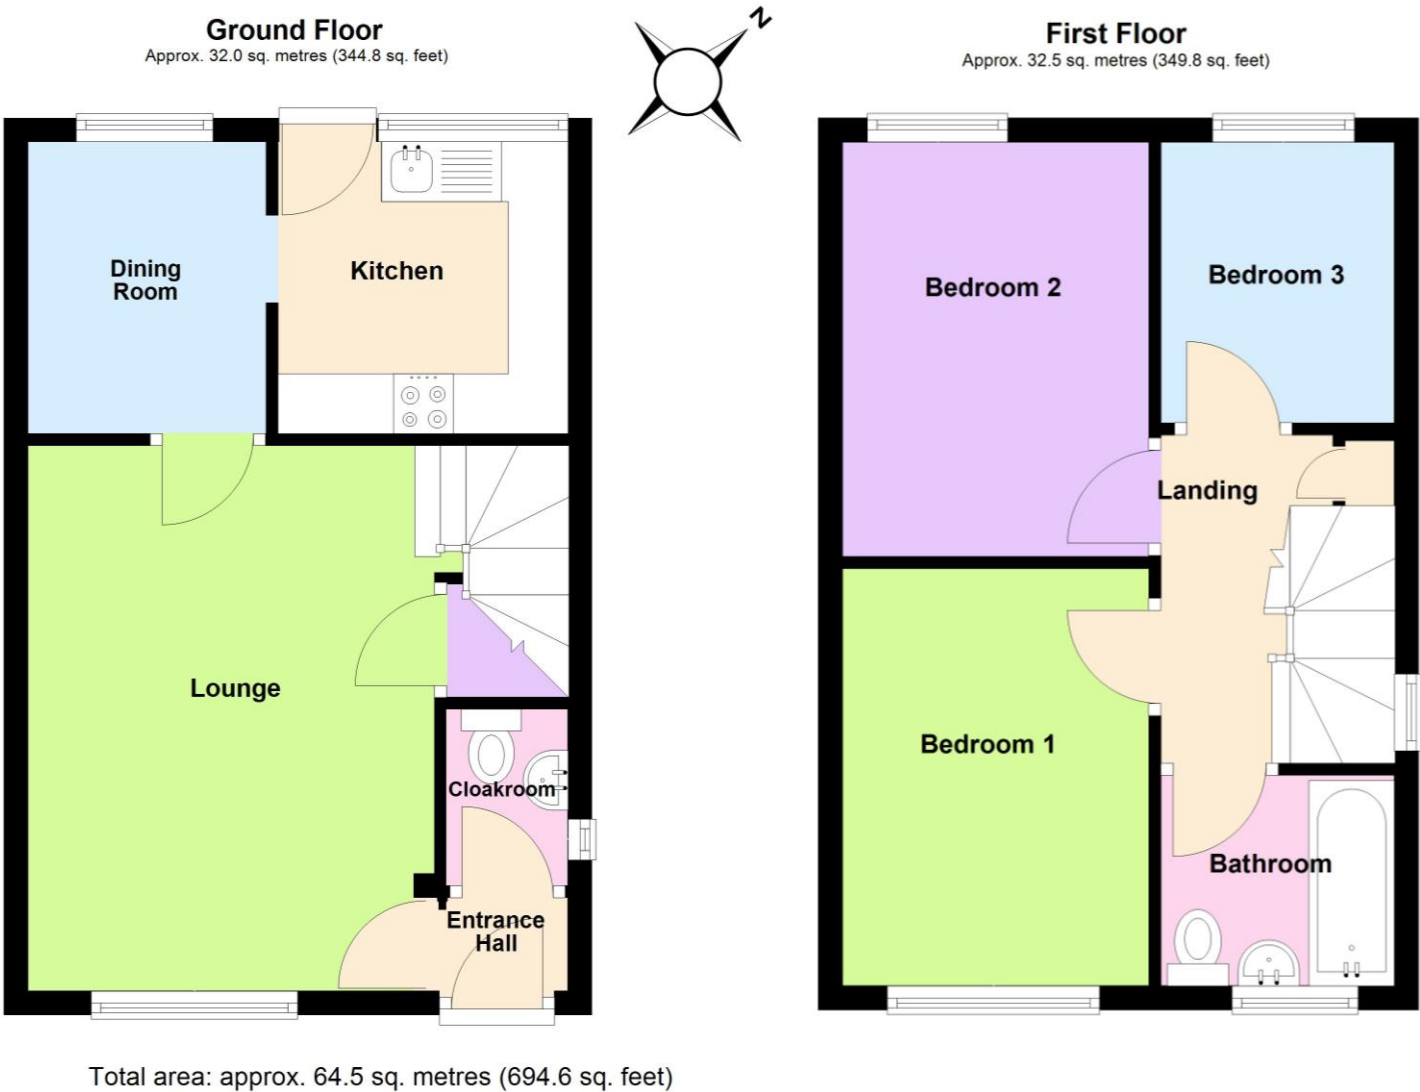 Ground Floor
Approx. 32.0 sq. metres (344.8 sq. feet)
N
First Floor
Approx. 32.5 sq. metres (349.8 sq. feet)
Dining
Room
Kitchen
Lounge
Cloakroom
Entrance
Hall
Bedroom 2
Bedroom 3
Landing
Bedroom 1
Bathroom
Total area: approx. 64.5 sq. metres (694.6 sq. feet)